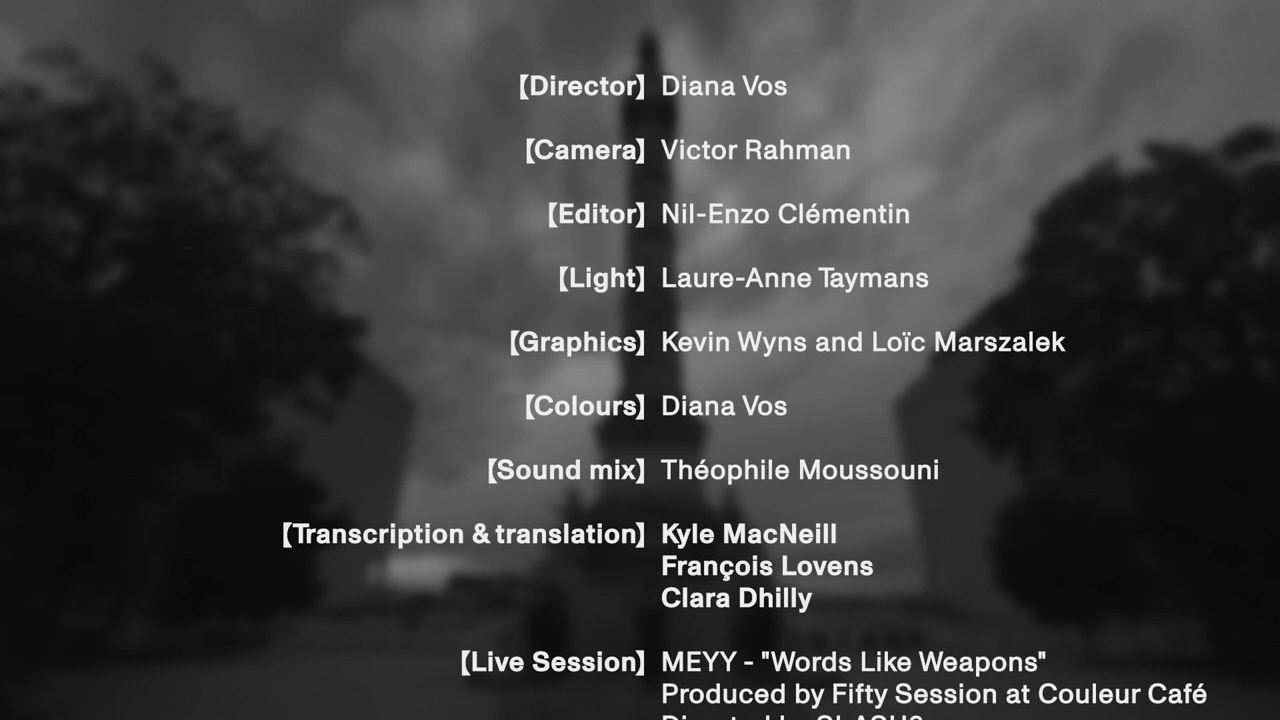 【Director】 Diana Vos
【Camera】 Victor Rahman
【Editor】 Nil-Enzo Clémentin
【Light】 Laure-Anne Taymans
【Graphics】 Kevin Wyns and Loïc Marszalek
【Colours】 Diana Vos
【Sound mix】 Théophile Moussouni
【Transcription & translation】 Kyle MacNeill
François Lovens
Clara Dhilly
【Live Session】 MEYY - "Words Like Weapons"
Produced by Fifty Session at Couleur Café